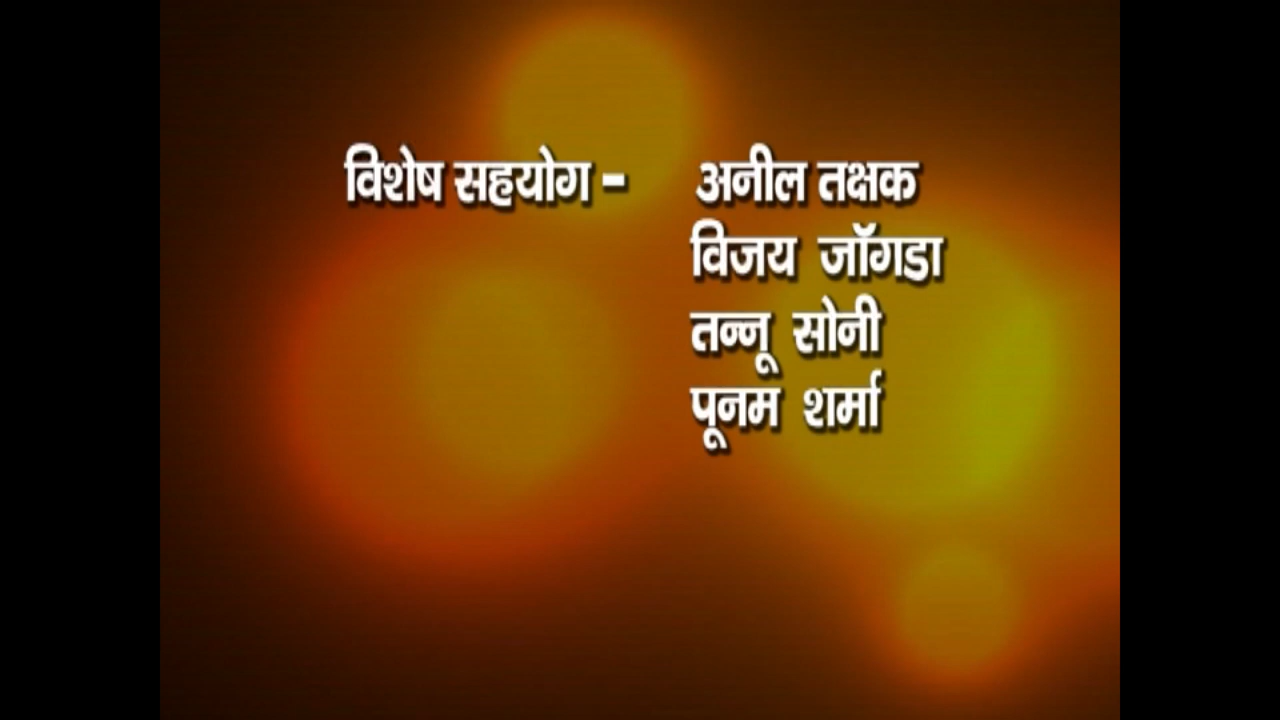 विशेष सहयोग - अनील तक्षक
विजय जॉगडा
तन्नू सोनी
पूनम शर्मा